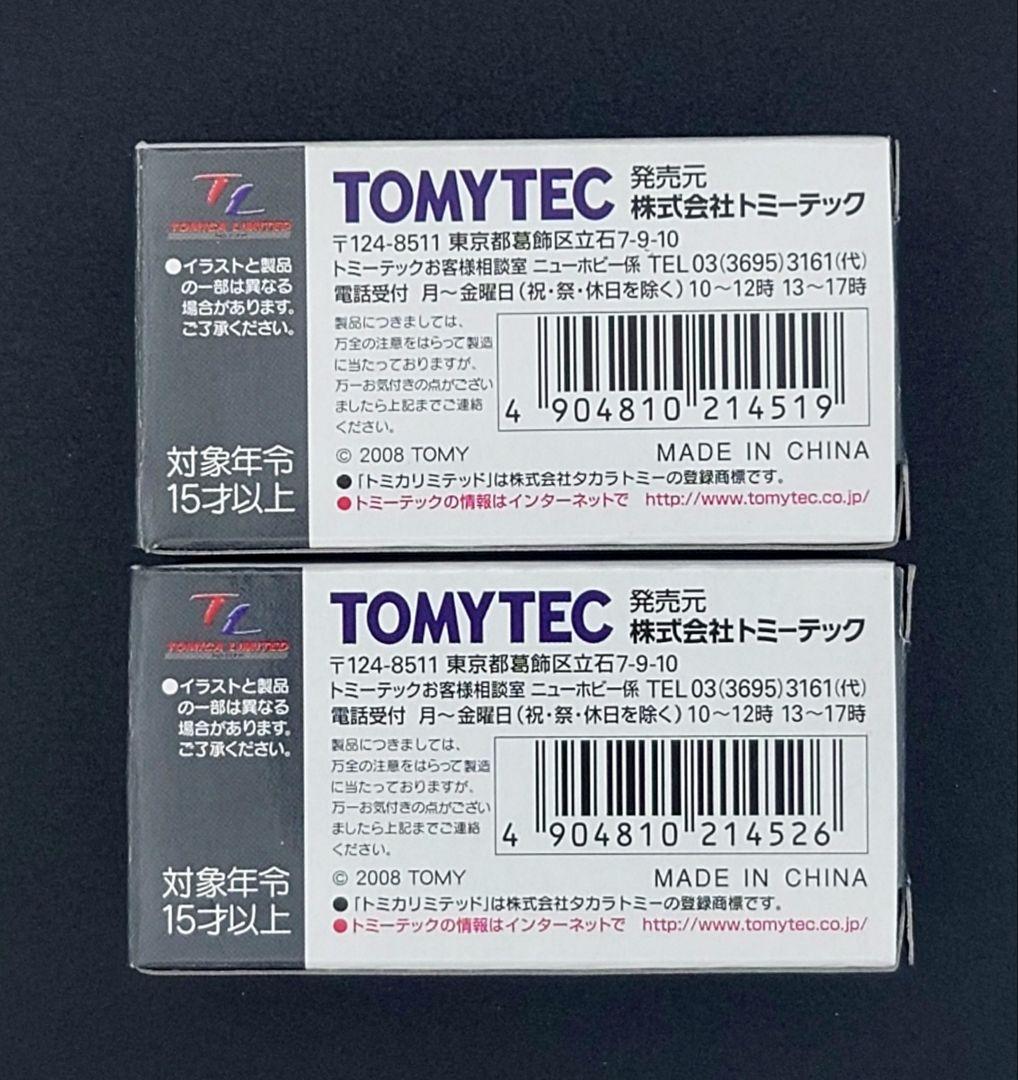 TL
TOMICA LIMITED
●イラストと製品
の一部は異なる
場合があります。
ご了承ください。
対象年令
15才以上
TOMYTEC
発売元
株式会社トミーテック
〒124-8511 東京都葛飾区立石7-9-10
トミーテックお客様相談室 ニューホビー係 TEL 03(3695)3161(代)
電話受付 月〜金曜日(祝・祭・休日を除く)10〜12時 13〜17時
製品につきましては、
万全の注意をはらって製造
に当たっておりますが、
万一お気付きの点がござい
ましたら上記までご連絡
ください。
4 904810 214519
© 2008 TOMY
MADE IN CHINA
●「トミカリミテッド」は株式会社タカラトミーの登録商標です。
●トミーテックの情報はインターネットで http://www.tomytec.co.jp/
TL
TOMICA LIMITED
●イラストと製品
の一部は異なる
場合があります。
ご了承ください。
対象年令
15才以上
TOMYTEC
発売元
株式会社トミーテック
〒124-8511 東京都葛飾区立石7-9-10
トミーテックお客様相談室 ニューホビー係 TEL 03(3695)3161(代)
電話受付 月〜金曜日(祝・祭・休日を除く)10〜12時 13〜17時
製品につきましては、
万全の注意をはらって製造
に当たっておりますが、
万一お気付きの点がござい
ましたら上記までご連絡
ください。
4 904810 214526
© 2008 TOMY
MADE IN CHINA
●「トミカリミテッド」は株式会社タカラトミーの登録商標です。
●トミーテックの情報はインターネットで http://www.tomytec.co.jp/